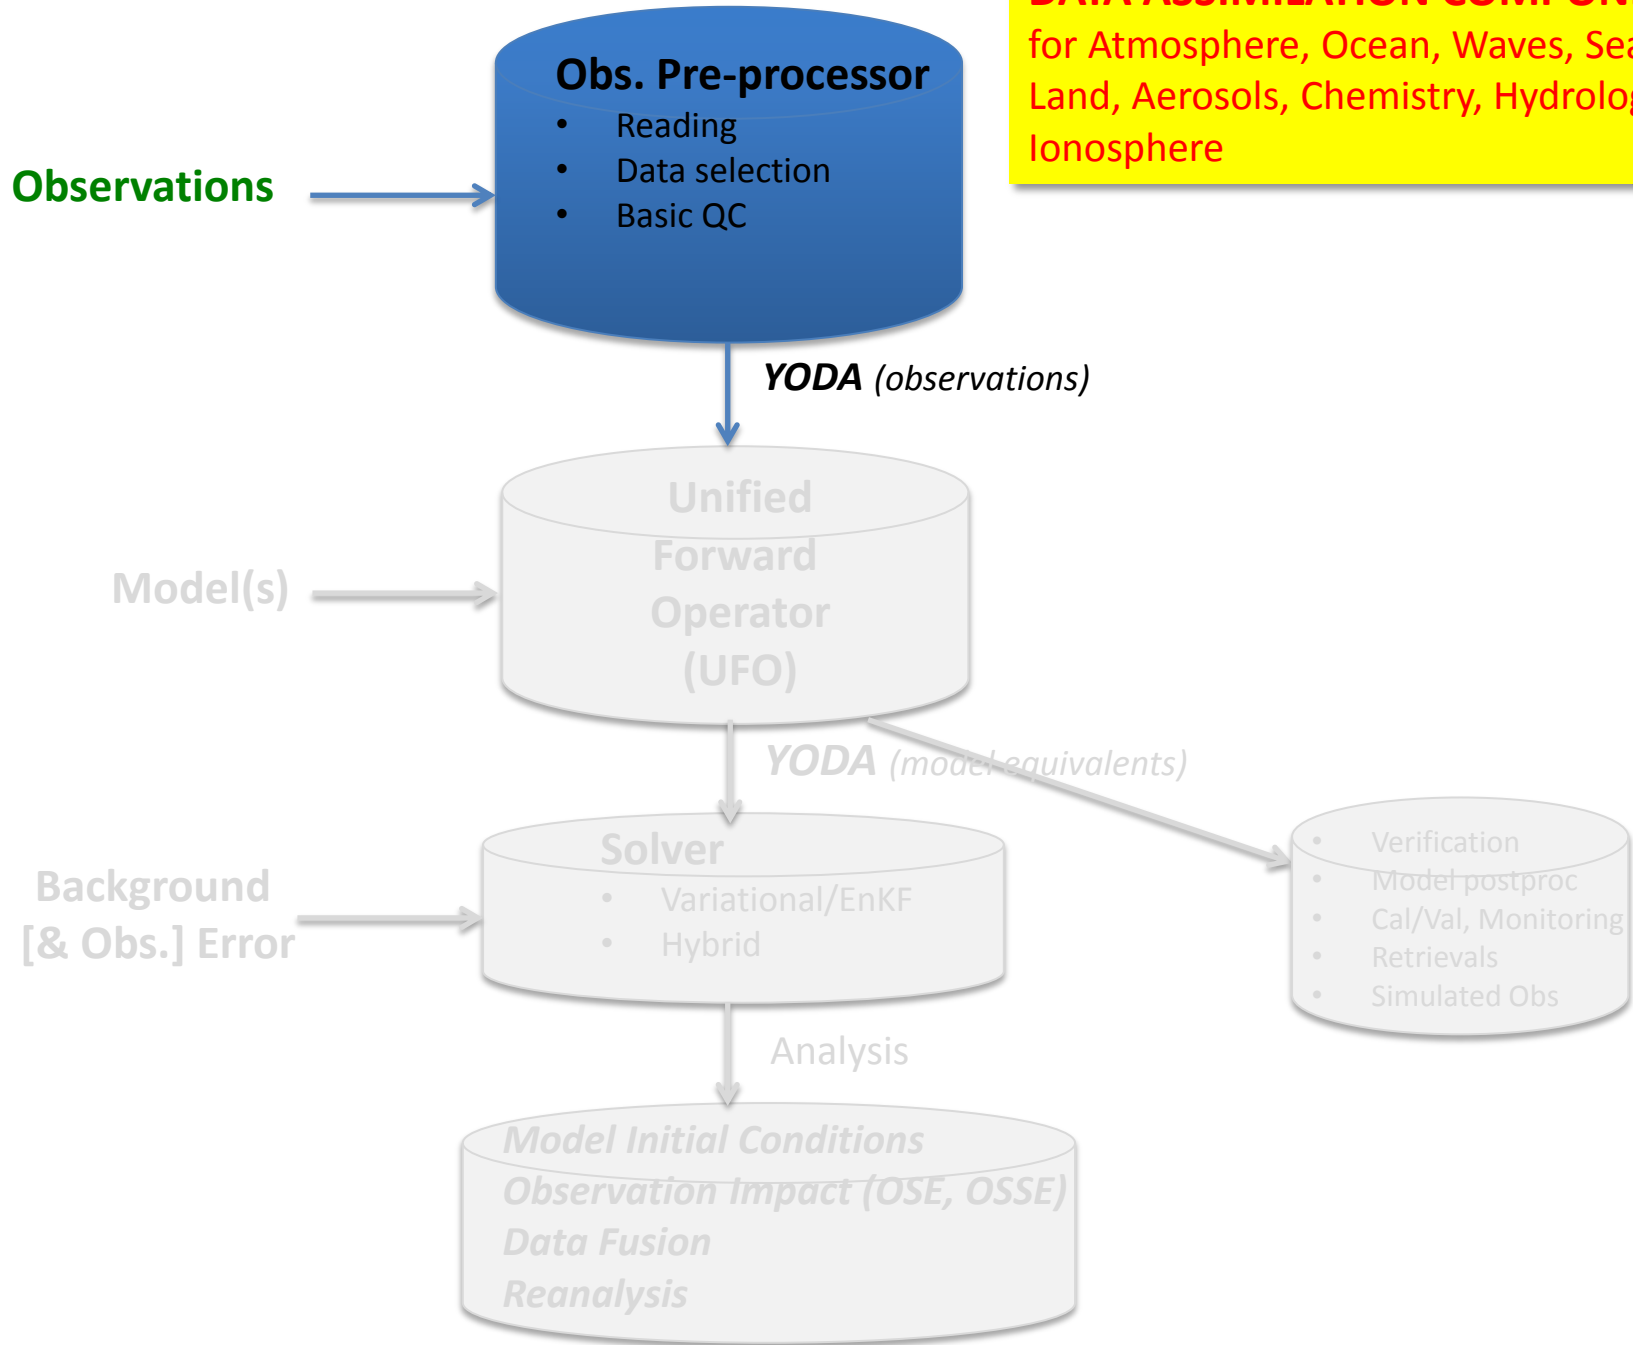 DATA ASSIMILATION
for Atmosphere, Ocean, Waves,
Land, Aerosols, Chemistry,
Ionosphere
Obs. Pre-processor
• Reading
• Data selection
• Basic QC
Observations
YODA (observations)
Unified
Forward
Operator
(UFO)
Model(s)
YODA (model equivalents)
Solver
• Variational/EnKF
• Hybrid
Background
[& Obs.] Error
• Verification
• Model postproc
• Cal/Val, Monitoring
• Retrievals
• Simulated Obs
Analysis
Model Initial Conditions
Observation Impact (OSE, OSSE)
Data Fusion
Reanalysis